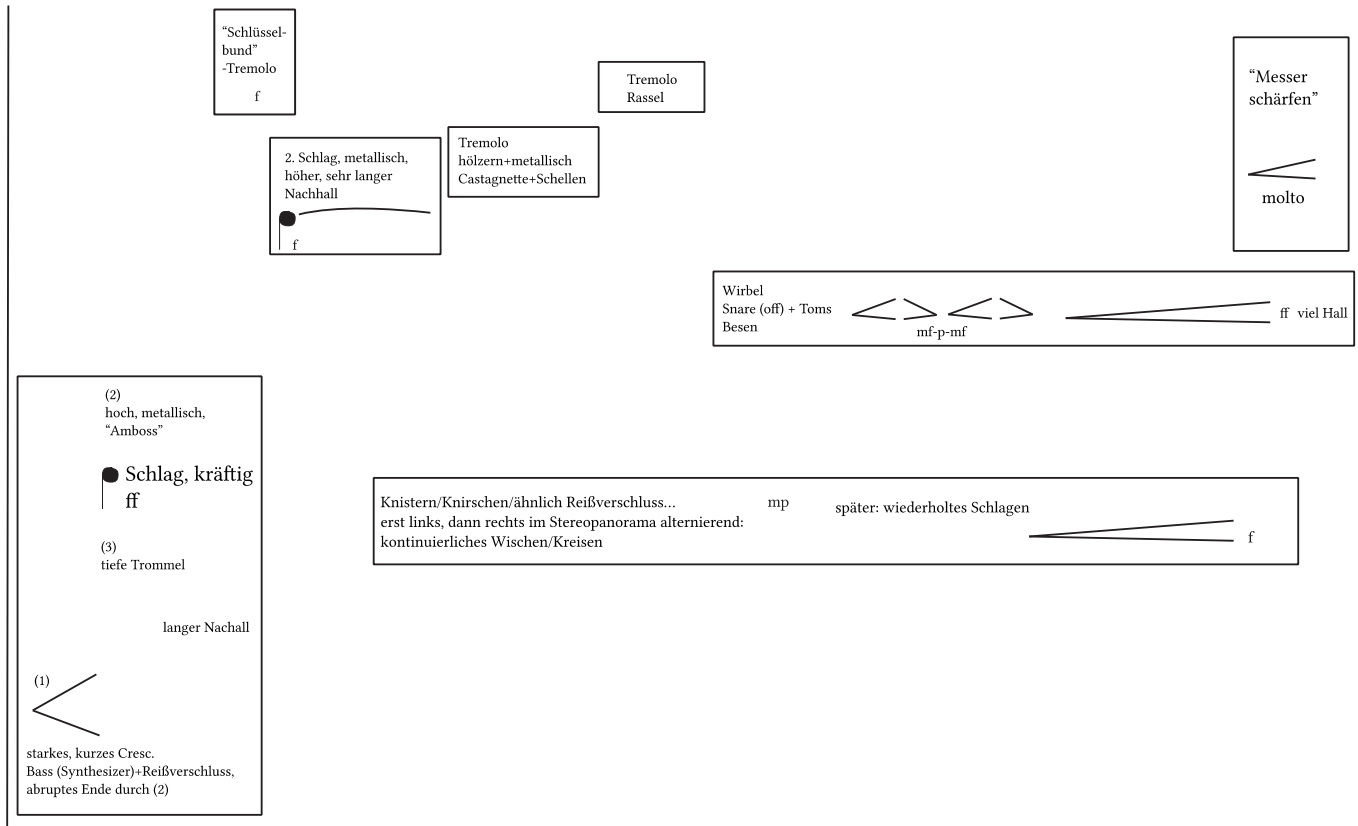 “Schlüssel-
bund”
-Tremolo
f
2. Schlag, metallisch,
höher, sehr langer
Nachhall
f
Tremolo
hölzern+metallisch
Castagnette+Schellen
Tremolo
Rassel
“Messer
schärfen”
molto
Wirbel
Snare (off) + Toms
Besen
mf-p-mf
ff viel Hall
(2)
hoch, metallisch,
“Amboss”
Schlag, kräftig
ff
(3)
tiefe Trommel
langer Nachall
(1)
starkes, kurzes Cresc.
Bass (Synthesizer)+Reißverschluss,
abruptes Ende durch (2)
Knistern/Knirschen/ähnlich Reißverschluss...
erst links, dann rechts im Stereopanorama alternierend:
kontinuierliches Wischen/Kreisen
mp
später: wiederholtes Schlagen
f